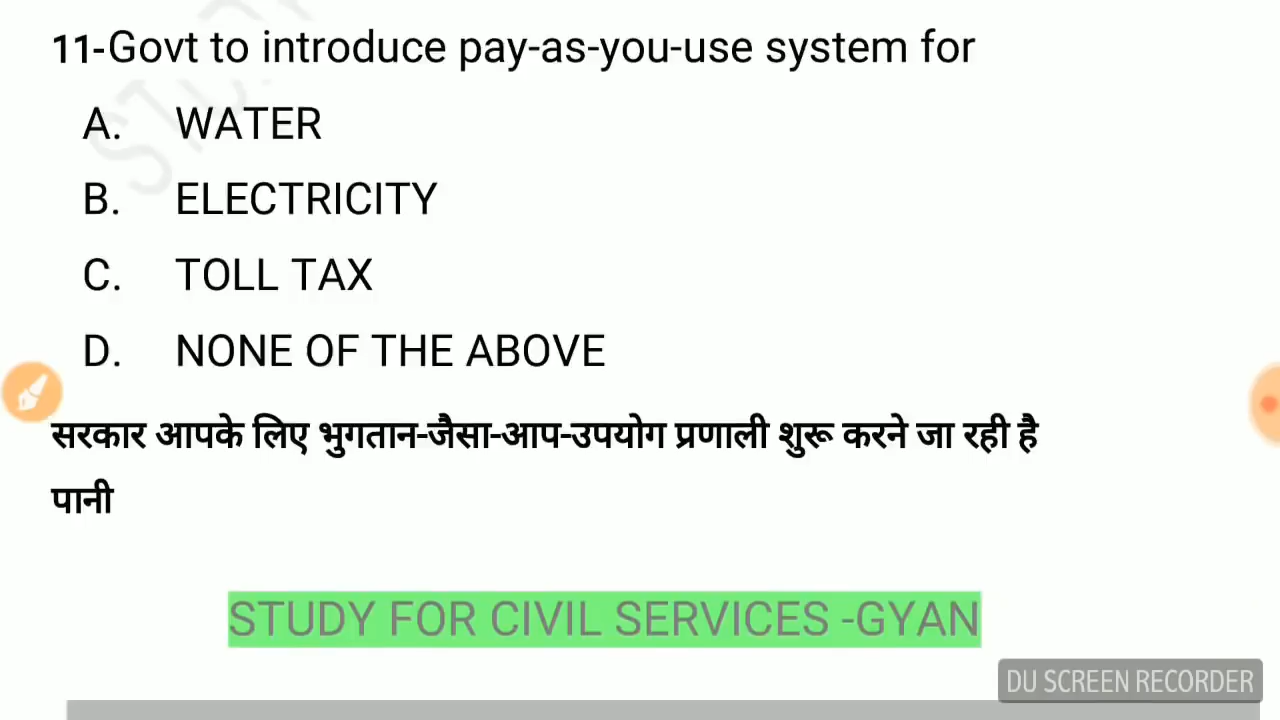 11-Govt to introduce pay-as-you-use system for
A. WATER
B. ELECTRICITY
C. TOLL TAX
D. NONE OF THE ABOVE
सरकार आपके लिए भुगतान-जैसा-आप-उपयोग प्रणाली शुरू करने जा रही है
पानी
STUDY FOR CIVIL SERVICES -GYAN
DU SCREEN RECORDER